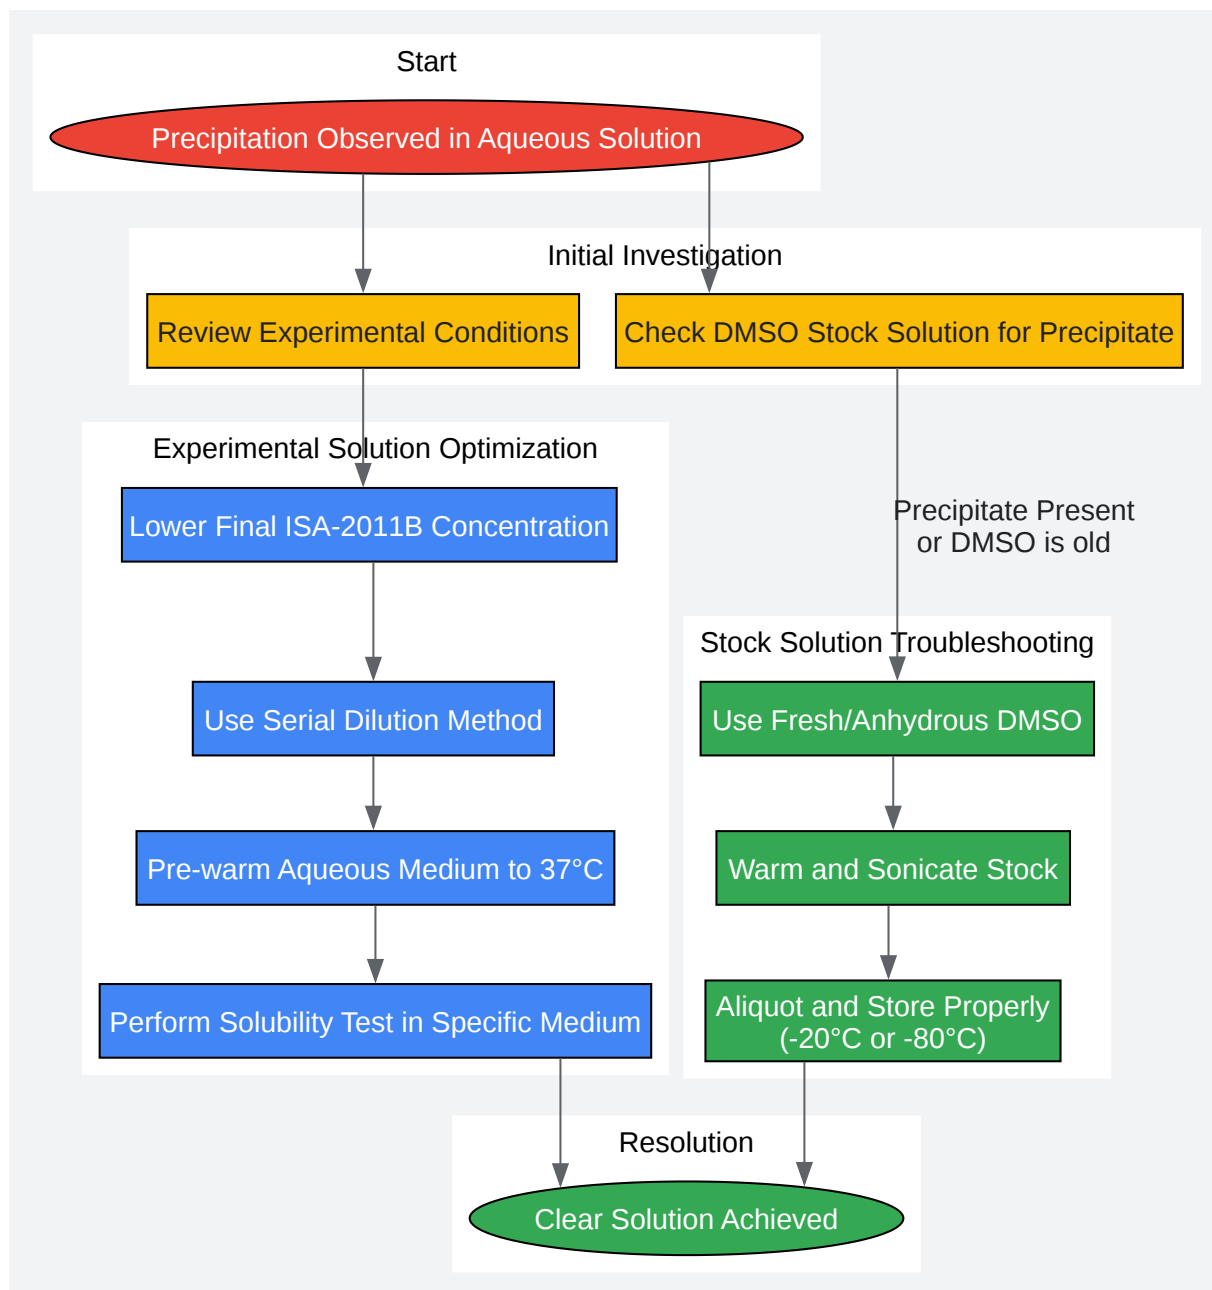 Start
Precipitation Observed in Aqueous Solution
Initial Investigation
Review Experimental Conditions
Check DMSO Stock Solution for Precipitate
Experimental Solution Optimization
Lower Final ISA-2011B Concentration
Precipitate Present
or DMSO is old
Stock Solution Troubleshooting
Use Serial Dilution Method
Use Fresh/Anhydrous DMSO
Pre-warm Aqueous Medium to 37°C
Warm and Sonicate Stock
Perform Solubility Test in Specific Medium
Aliquot and Store Properly
(-20°C or -80°C)
Resolution
Clear Solution Achieved